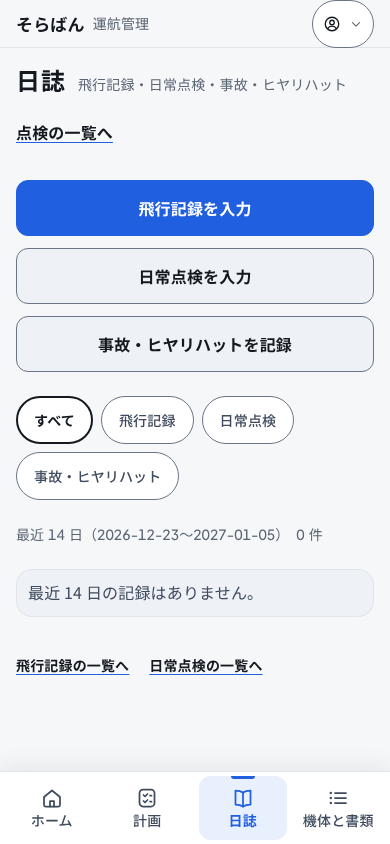 そらばん 運航管理
日誌 飛行記録・日常点検・事故・ヒヤリハット
点検の一覧へ
飛行記録を入力
日常点検を入力
事故・ヒヤリハットを記録
すべて 飛行記録 日常点検
事故・ヒヤリハット
最近 14 日（2026-12-23〜2027-01-05） 0 件
最近 14 日の記録はありません。
飛行記録の一覧へ 日常点検の一覧へ
ホーム 計画 日誌 機体と書類